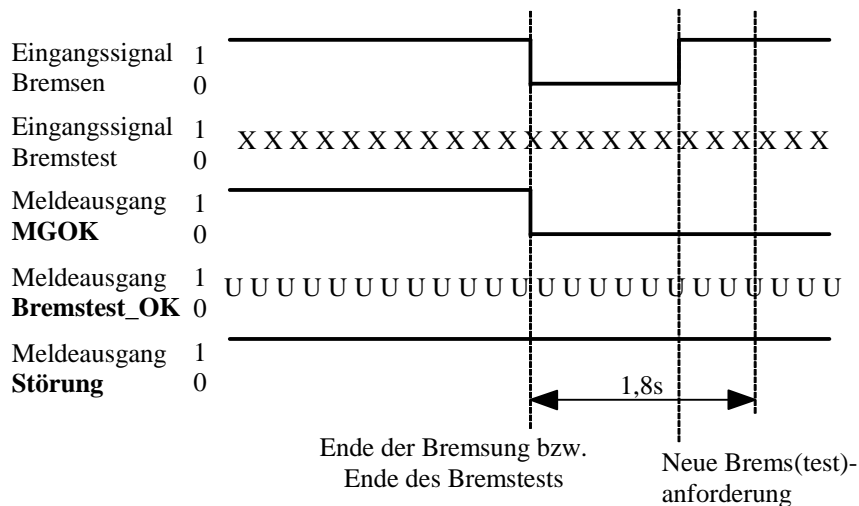 Eingangssignal 1
Bremsen 0
Eingangssignal 1
Bremstest 0
X X X X X X X X X X X X X X X X X X X X X X X
Meldeausgang 1
MGOK 0
Meldeausgang 1
Bremstest_OK 0
U U U U U U U U U U U U U U U U U U U U U U U U
Meldeausgang 1
Störung 0
1,8s
Ende der Bremsung bzw.
Ende des Bremstests
Neue Brems(test)-
anforderung